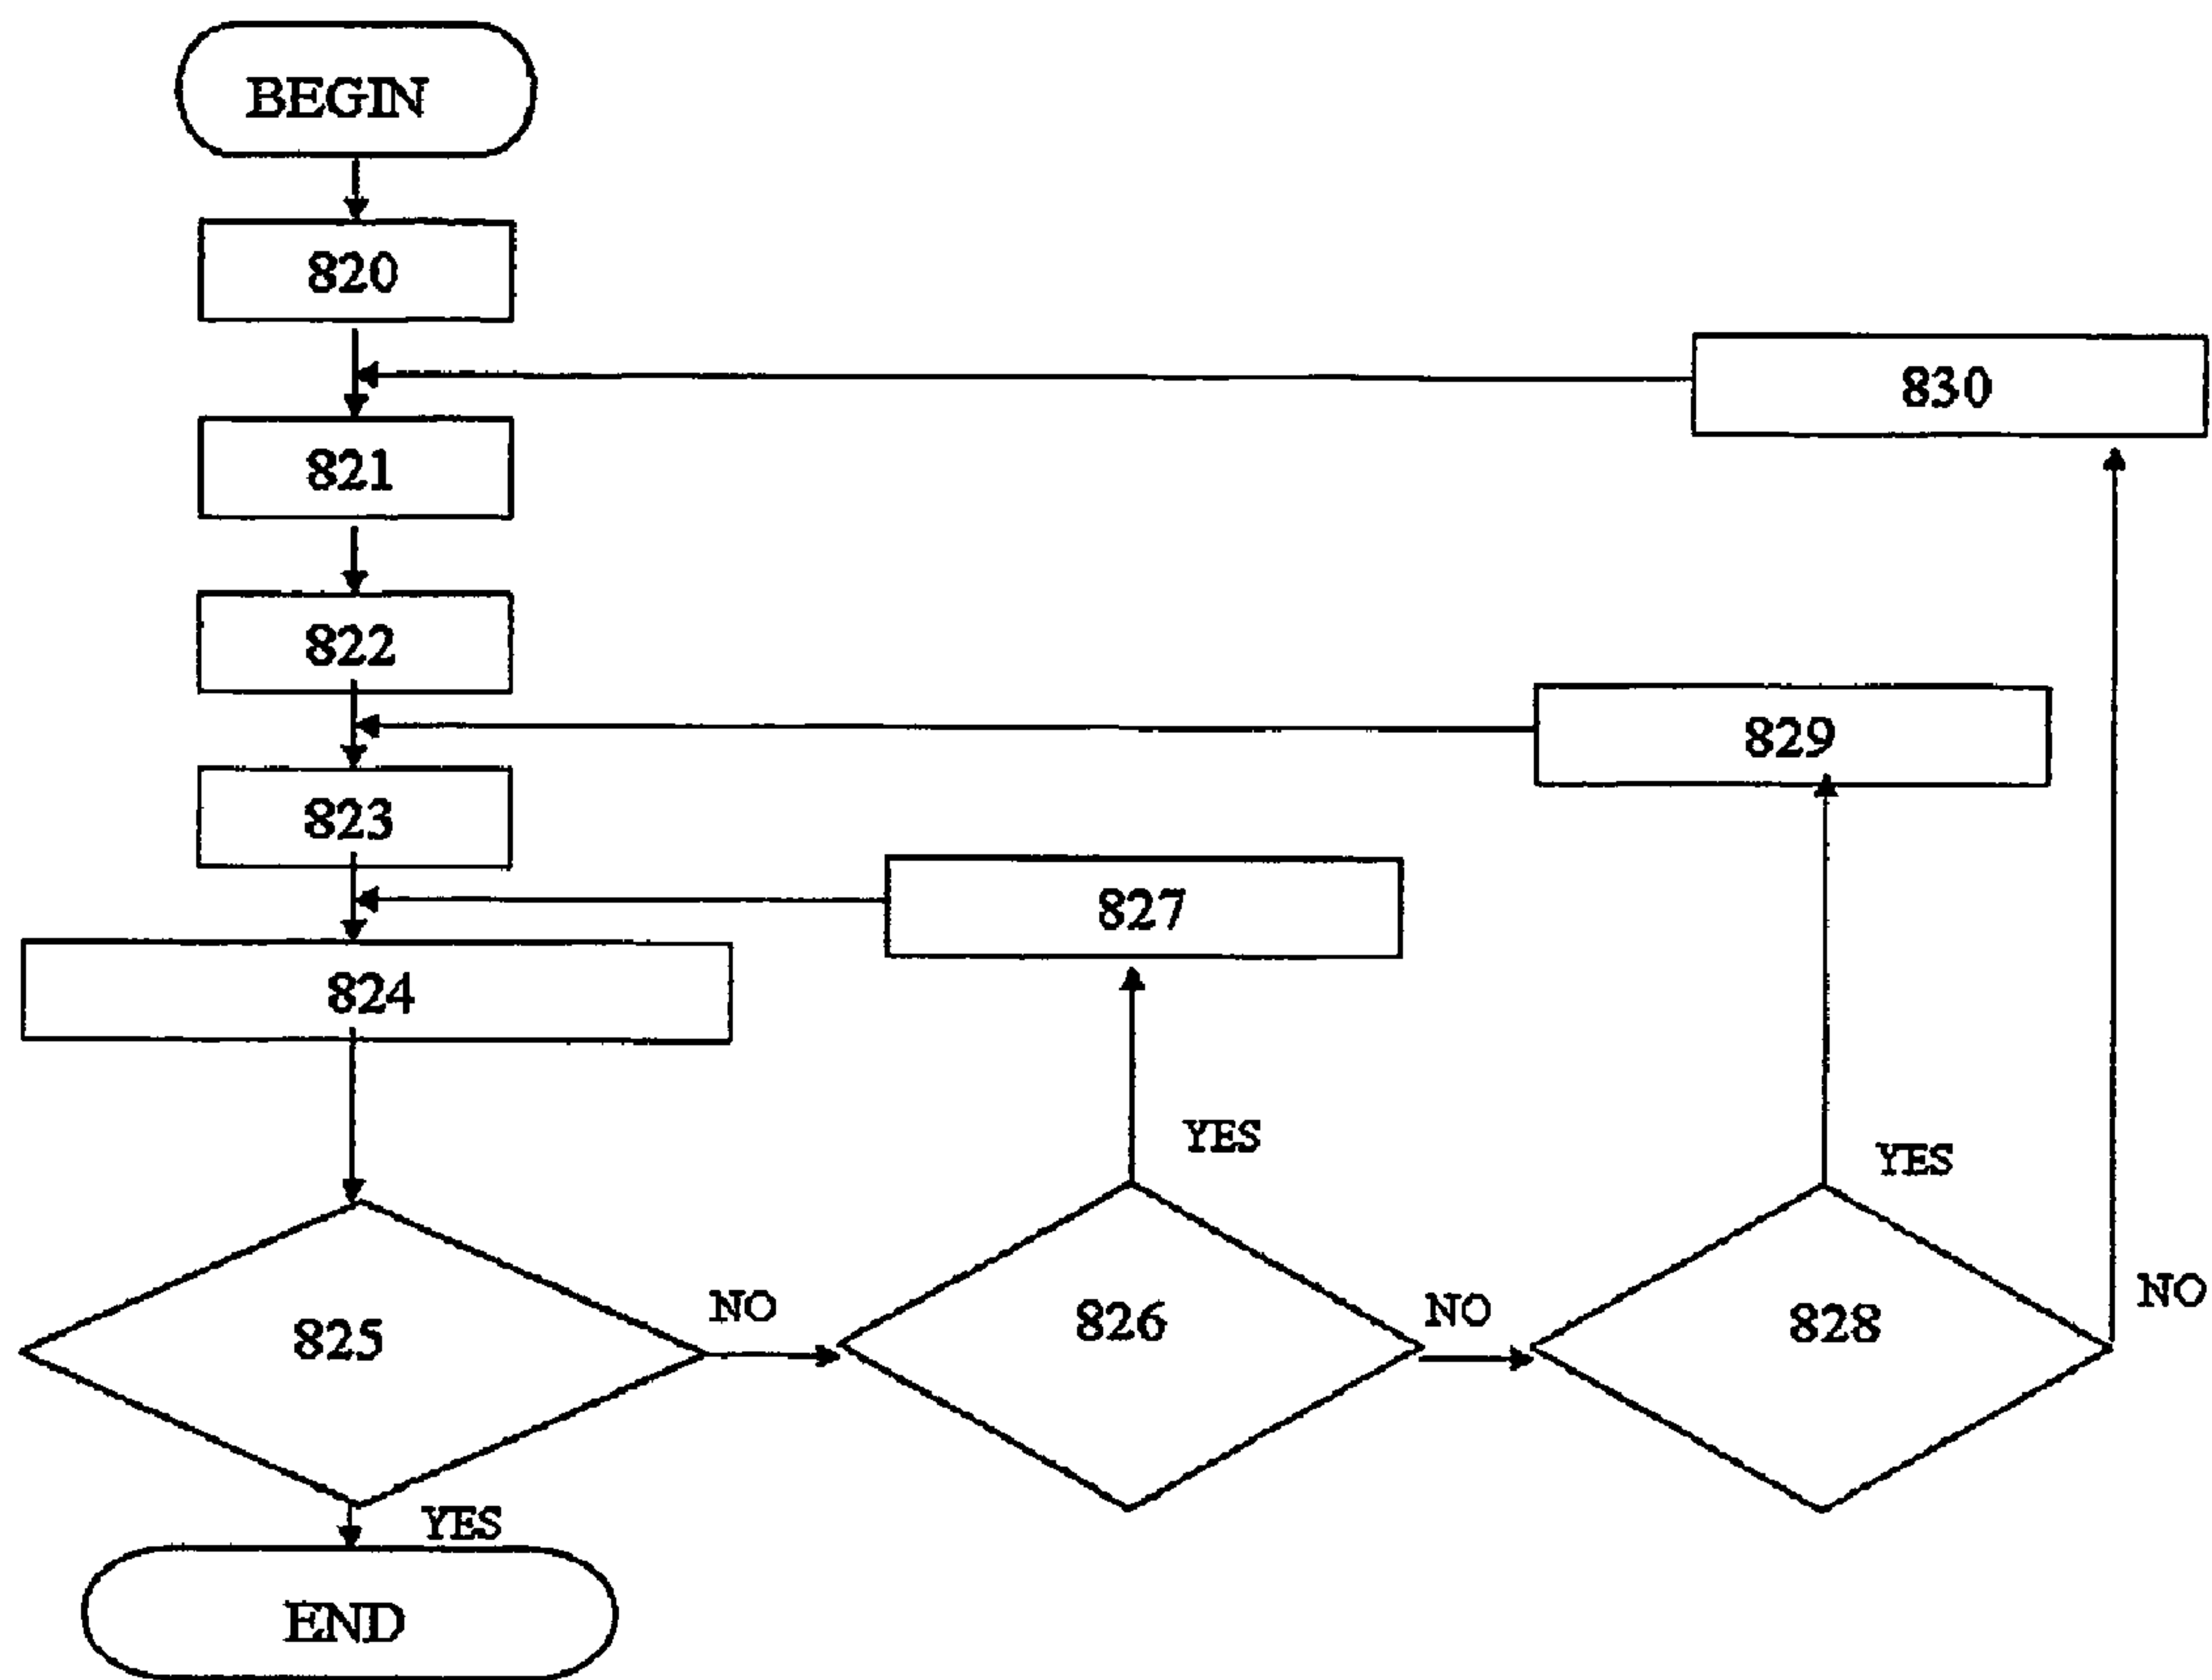 BEGIN
820
830
821
822
829
823
827
824
YES
YES
NO
NO
NO
825
826
828
YES
END